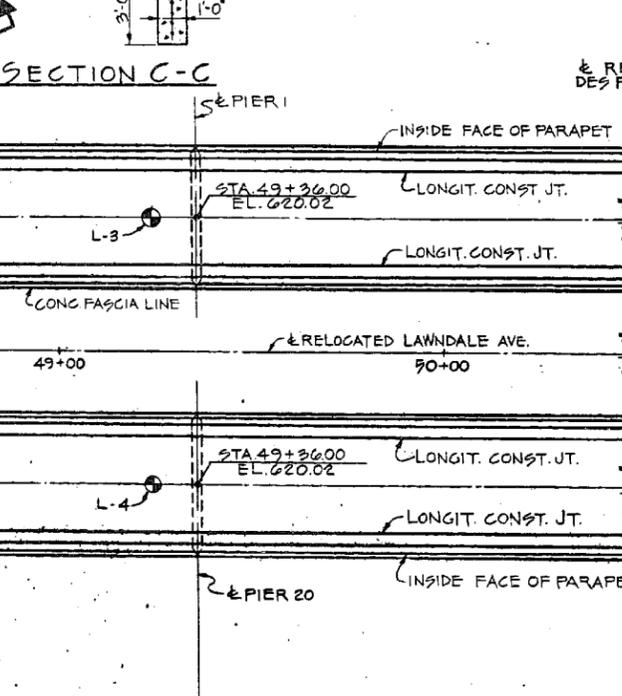 3'-0
1'-0"
SECTION C-C
℄ PIER 1
DES
INSIDE FACE OF PARAPET
STA. 49+36.00
EL. 620.02
LONGIT. CONST JT.
L-3
LONGIT. CONST. JT.
CONC. FASCIA LINE
℄ RELOCATED LAWNDALE AVE.
49+00
50+00
STA. 49+36.00
EL. 620.02
LONGIT. CONST. JT.
L-4
LONGIT. CONST. JT.
INSIDE FACE OF PARAPE
℄ PIER 20